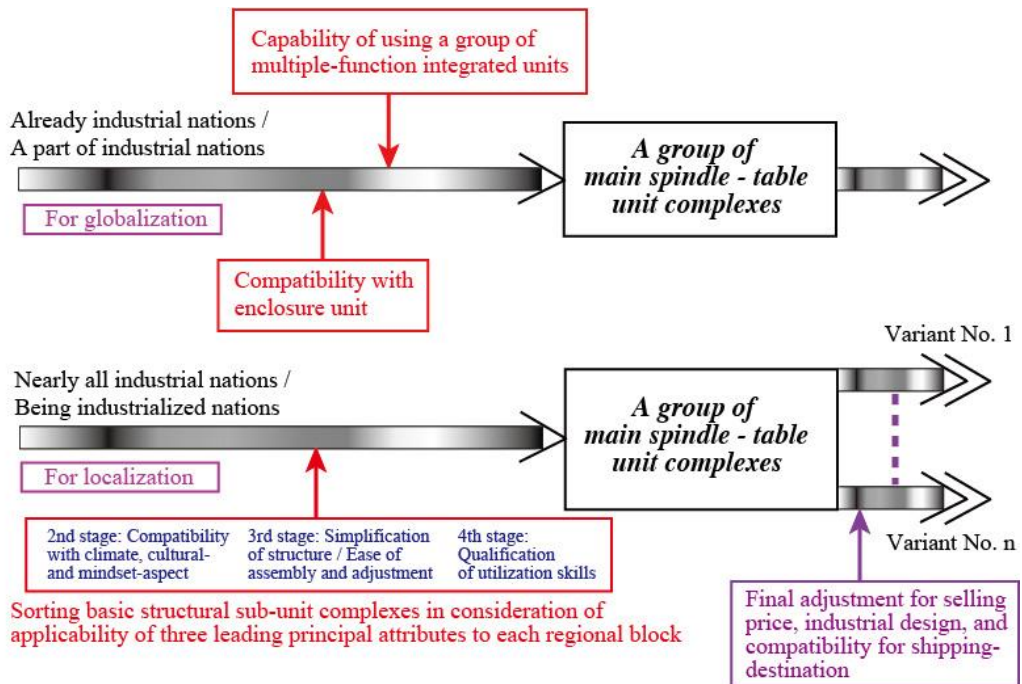 Capability of using a group of
multiple-function integrated units
Already industrial nations /
A part of industrial nations
A group of
main spindle - table
unit complexes
For globalization
Compatibility with
enclosure unit
Variant No. 1
Nearly all industrial nations /
Being industrialized nations
A group of
main spindle - table
unit complexes
For localization
Variant No. n
2nd stage: Compatibility
with climate, cultural-
and mindset-aspect
3rd stage: Simplification
of structure / Ease of
assembly and adjustment
4th stage:
Qualification
of utilization skills
Sorting basic structural sub-unit complexes in consideration of
applicability of three leading principal attributes to each regional block
Final adjustment for selling
price, industrial design, and
compatibility for shipping-
destination